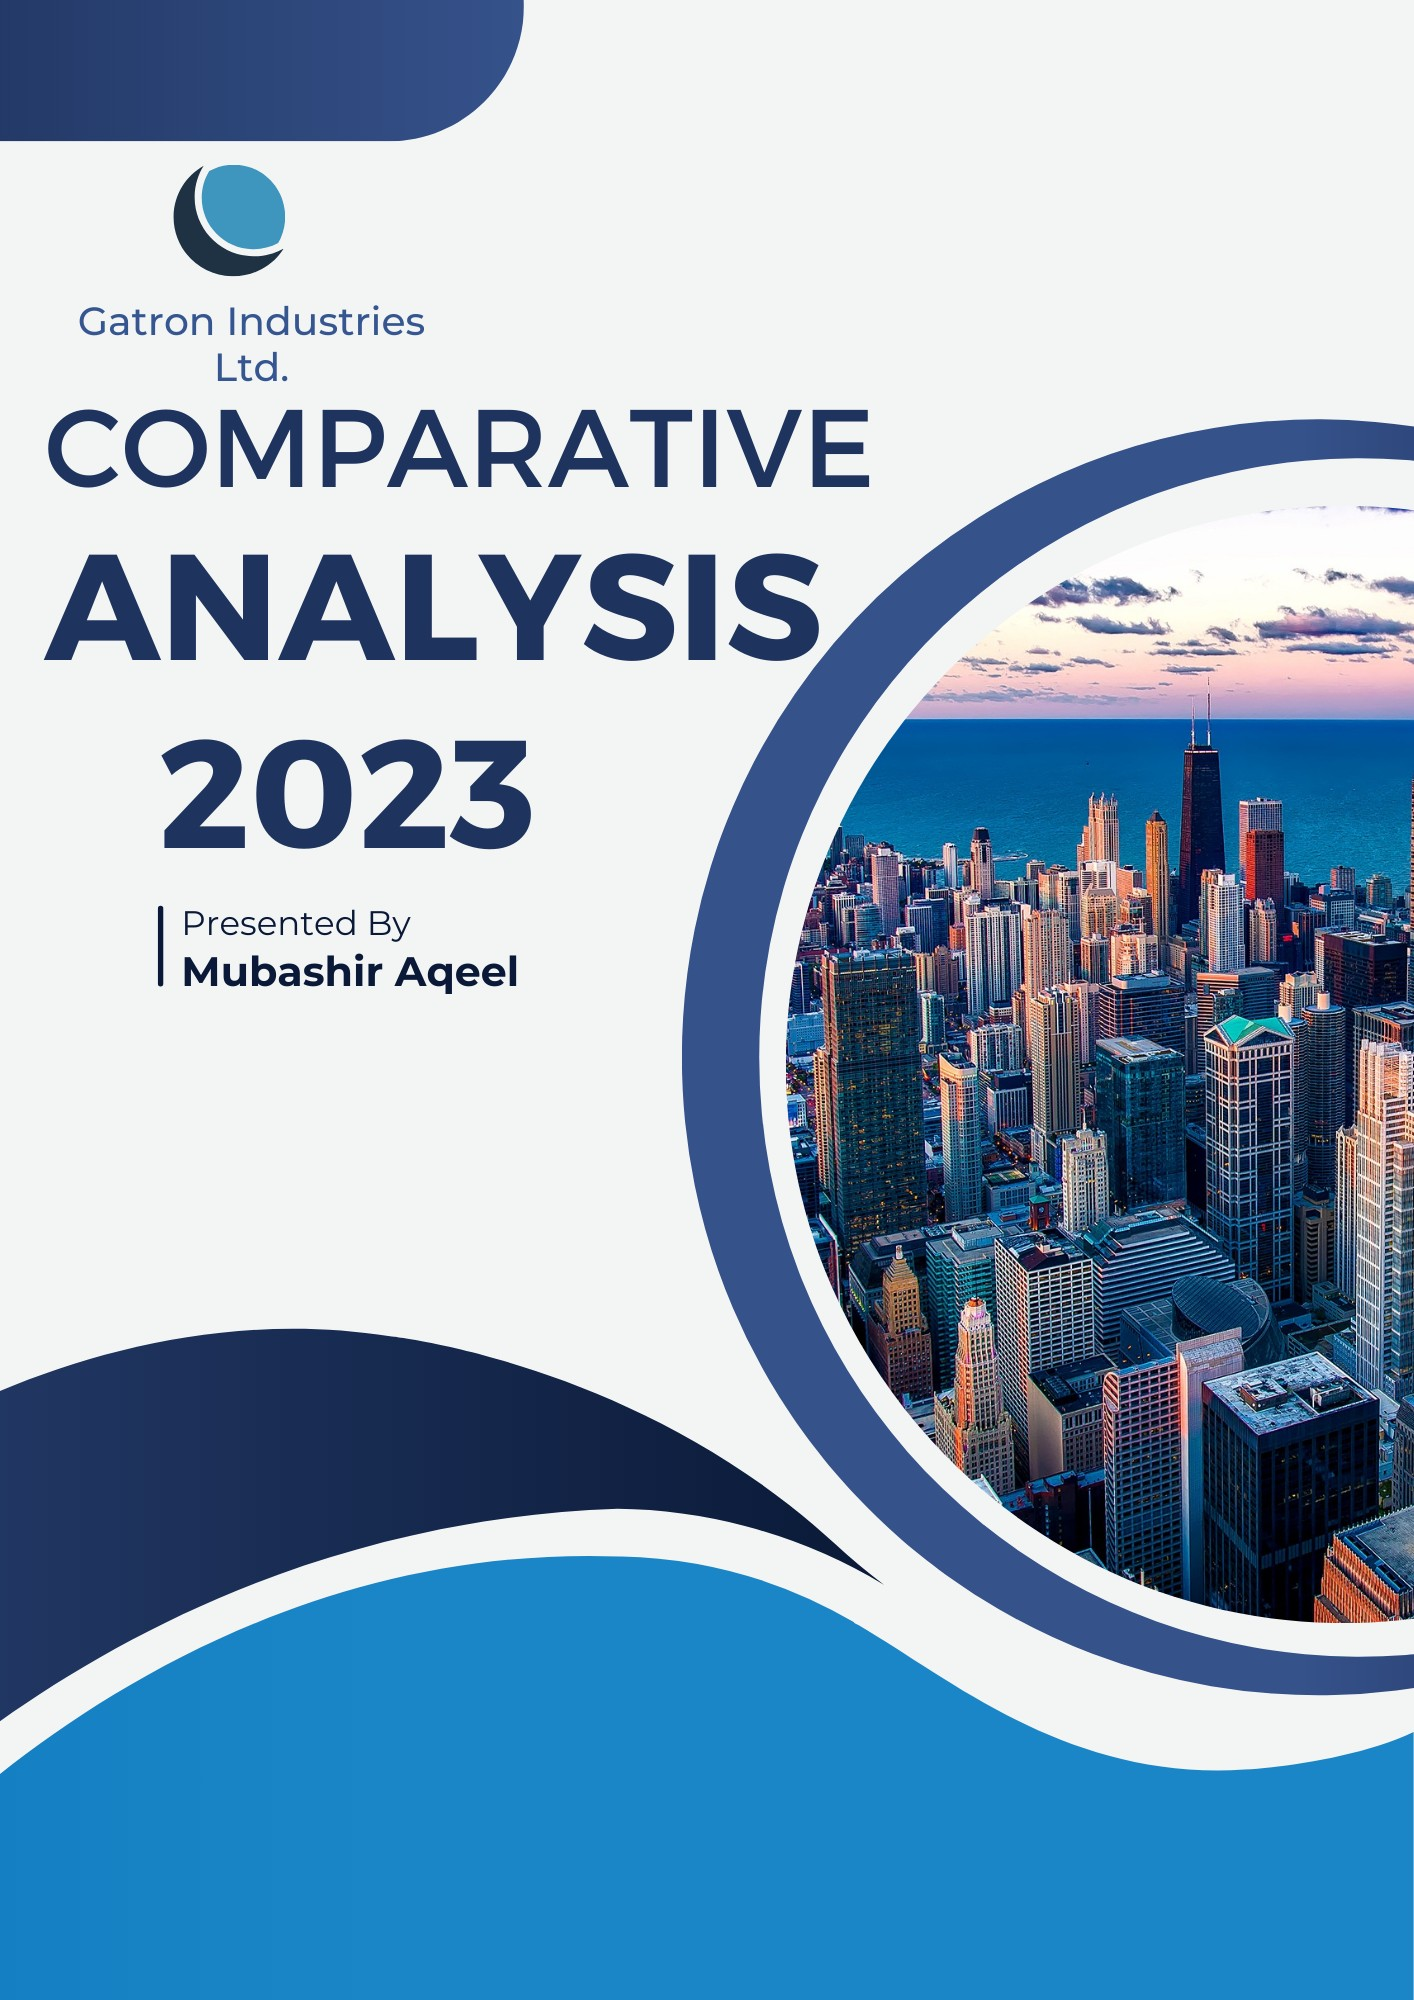 Gatron Industries
Ltd.
COMPARATIVE
ANALYSIS
2023
Presented By
Mubashir Aqeel